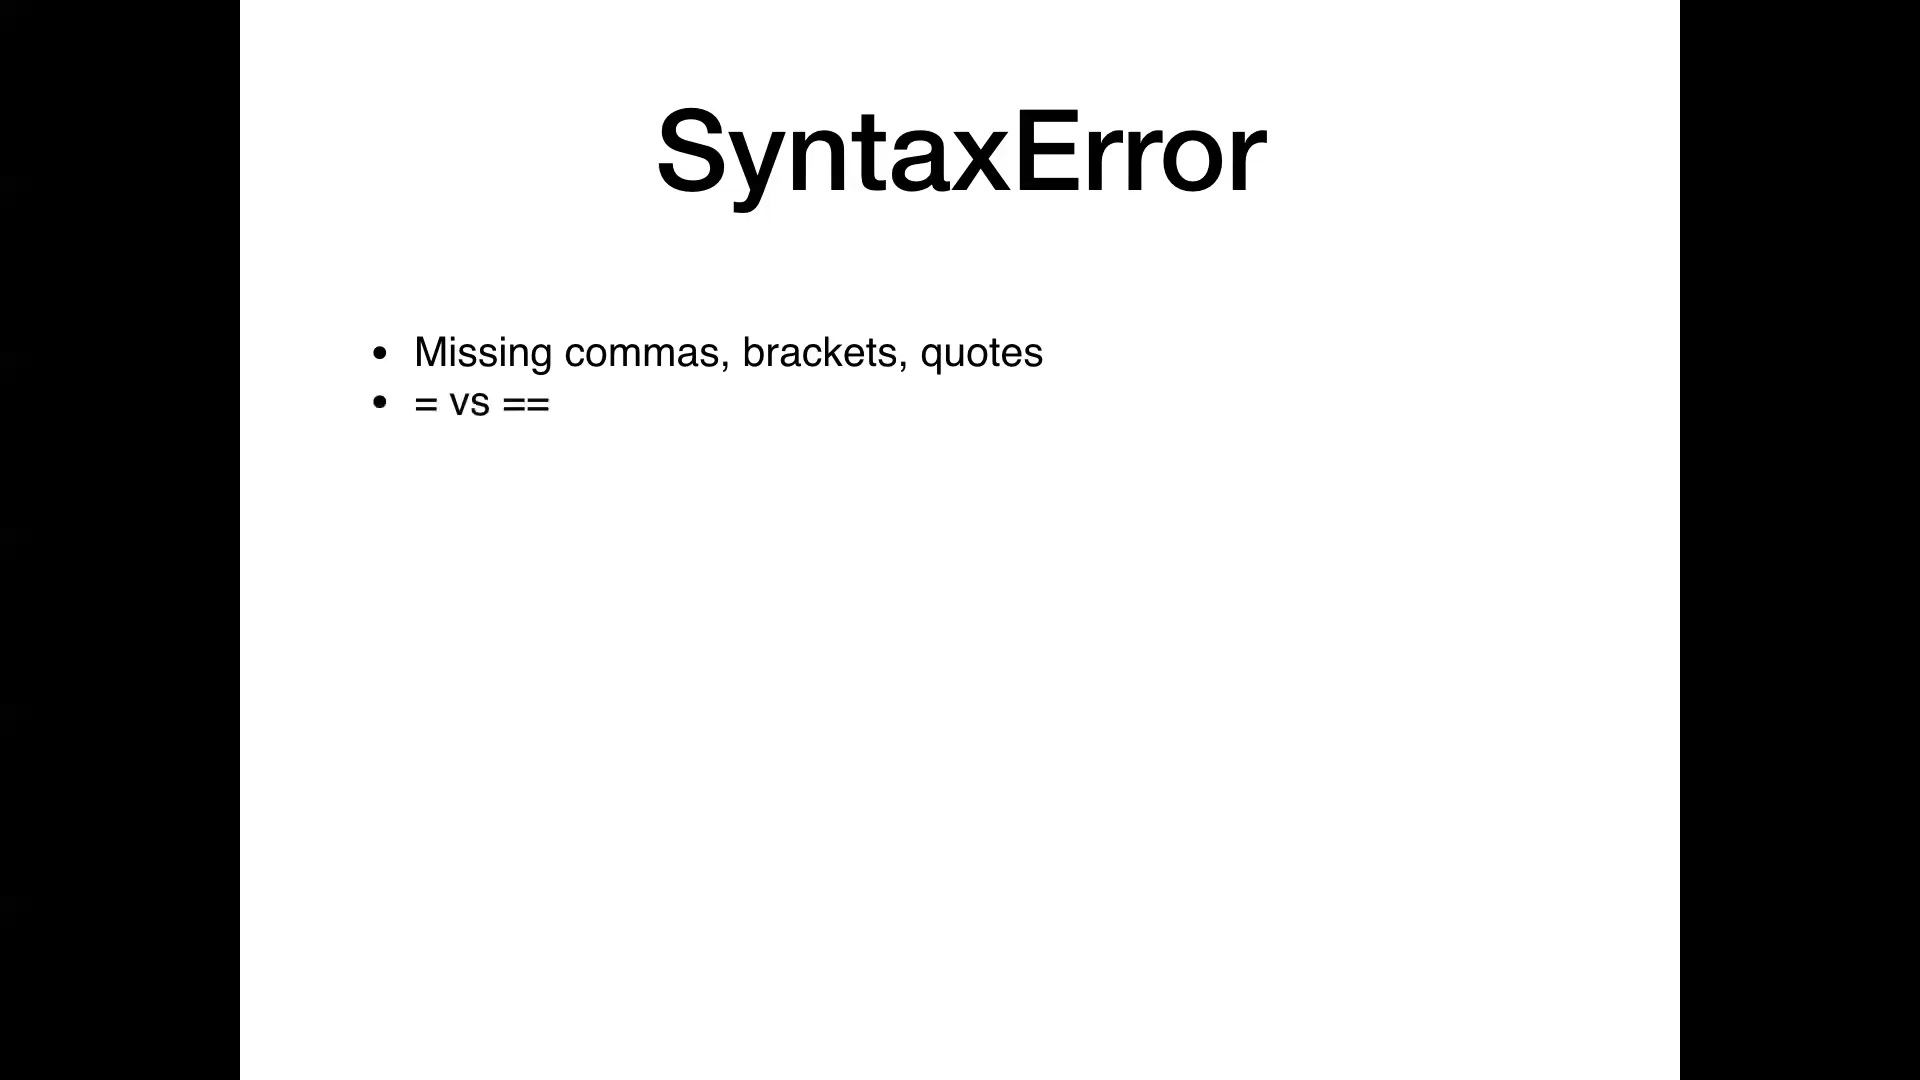 SyntaxError
• Missing commas, brackets, quotes
• = vs ==